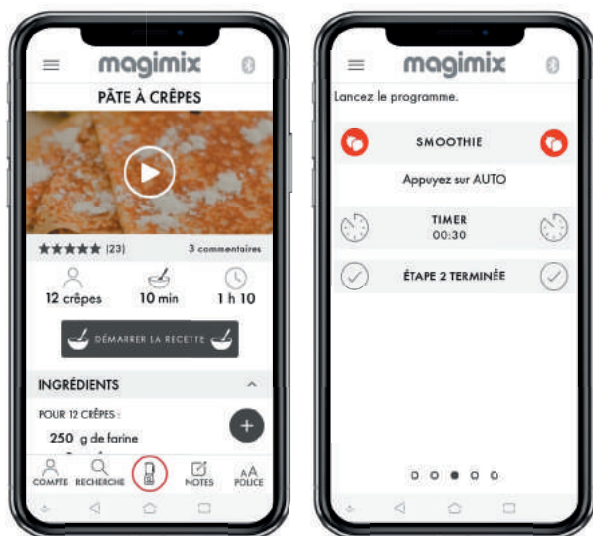 magimix
PÂTE À CRÊPES
★★★★★ (23) 3 commentaires
12 crêpes 10 min 1 h 10
DÉMARRER LA RECETTE
INGRÉDIENTS
POUR 12 CRÊPES :
250 g de farine
COMPTE RECHERCHE NOTES AA POLICE
magimix
Lancez le programme.
SMOOTHIE
Appuyez sur AUTO
TIMER
00:30
ÉTAPE 2 TERMINÉE